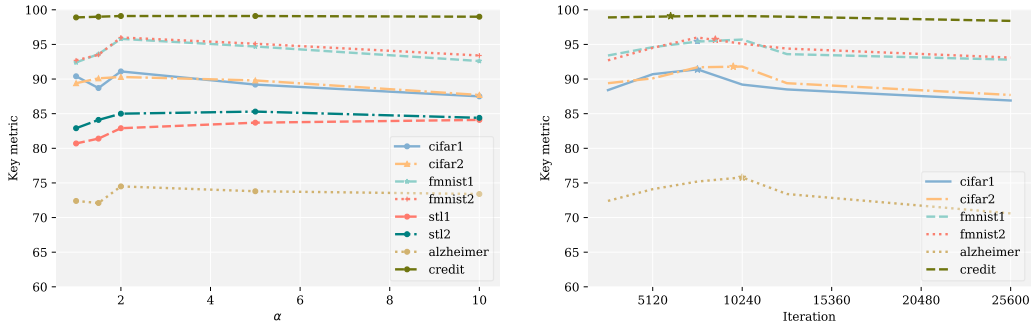 100
95
90
85
80
75
70
65
60
Key metric
2
4
6
8
10
α
cifar1
cifar2
fmnist1
fmnist2
stl1
stl2
alzheimer
credit
100
95
90
85
80
75
70
65
60
Key metric
5120
10240
15360
20480
25600
Iteration
cifar1
cifar2
fmnist1
fmnist2
alzheimer
credit